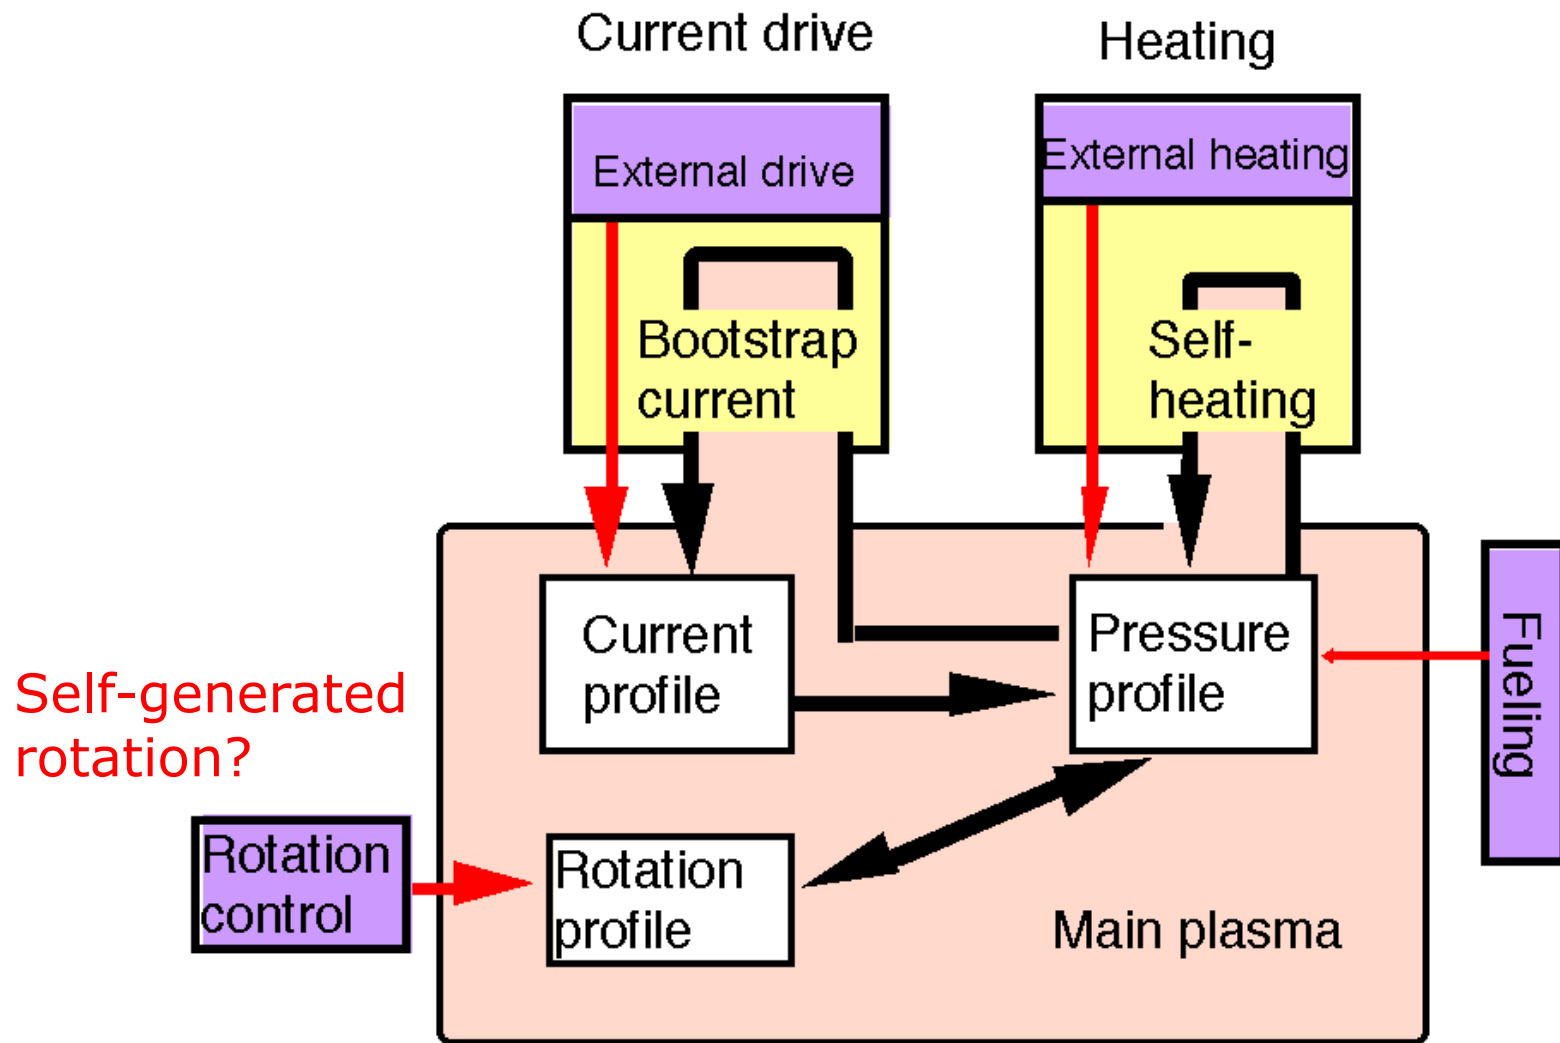 Current drive
Heating
External drive
External heating
Bootstrap
current
Self-
heating
Current
profile
Pressure
profile
Fueling
Self-generated
rotation?
Rotation
control
Rotation
profile
Main plasma